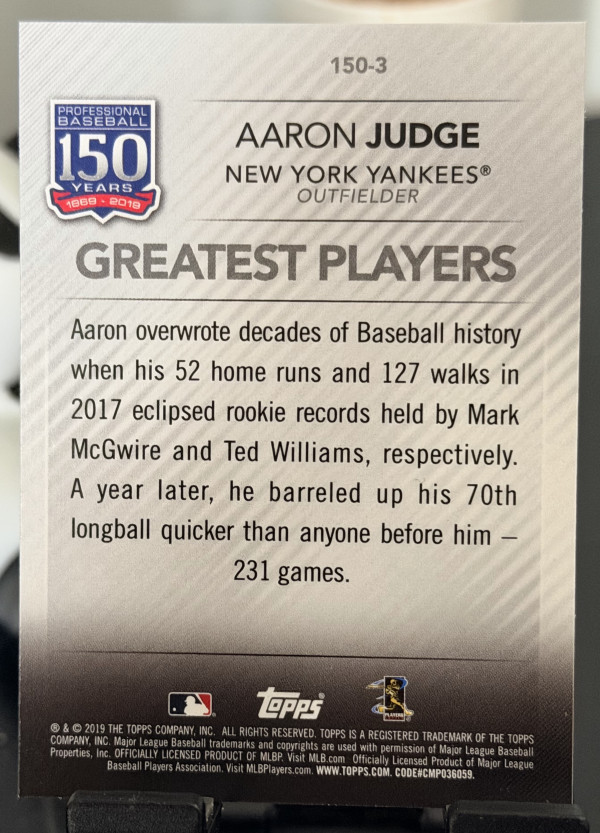 150-3
PROFESSIONAL
BASEBALL
150
YEARS
1869 - 2019
AARON JUDGE
NEW YORK YANKEES®
OUTFIELDER
GREATEST PLAYERS
Aaron overwrote decades of Baseball history
when his 52 home runs and 127 walks in
2017 eclipsed rookie records held by Mark
McGwire and Ted Williams, respectively.
A year later, he barreled up his 70th
longball quicker than anyone before him –
231 games.
topps®
PLAYERS
® & © 2019 THE TOPPS COMPANY, INC. ALL RIGHTS RESERVED. TOPPS IS A REGISTERED TRADEMARK OF THE TOPPS
COMPANY, INC. Major League Baseball trademarks and copyrights are used with permission of Major League Baseball
Properties, Inc. OFFICIALLY LICENSED PRODUCT OF MLBP. Visit MLB.com Officially Licensed Product of Major League
Baseball Players Association. Visit MLBPlayers.com. WWW.TOPPS.COM. CODE#CMP036059.